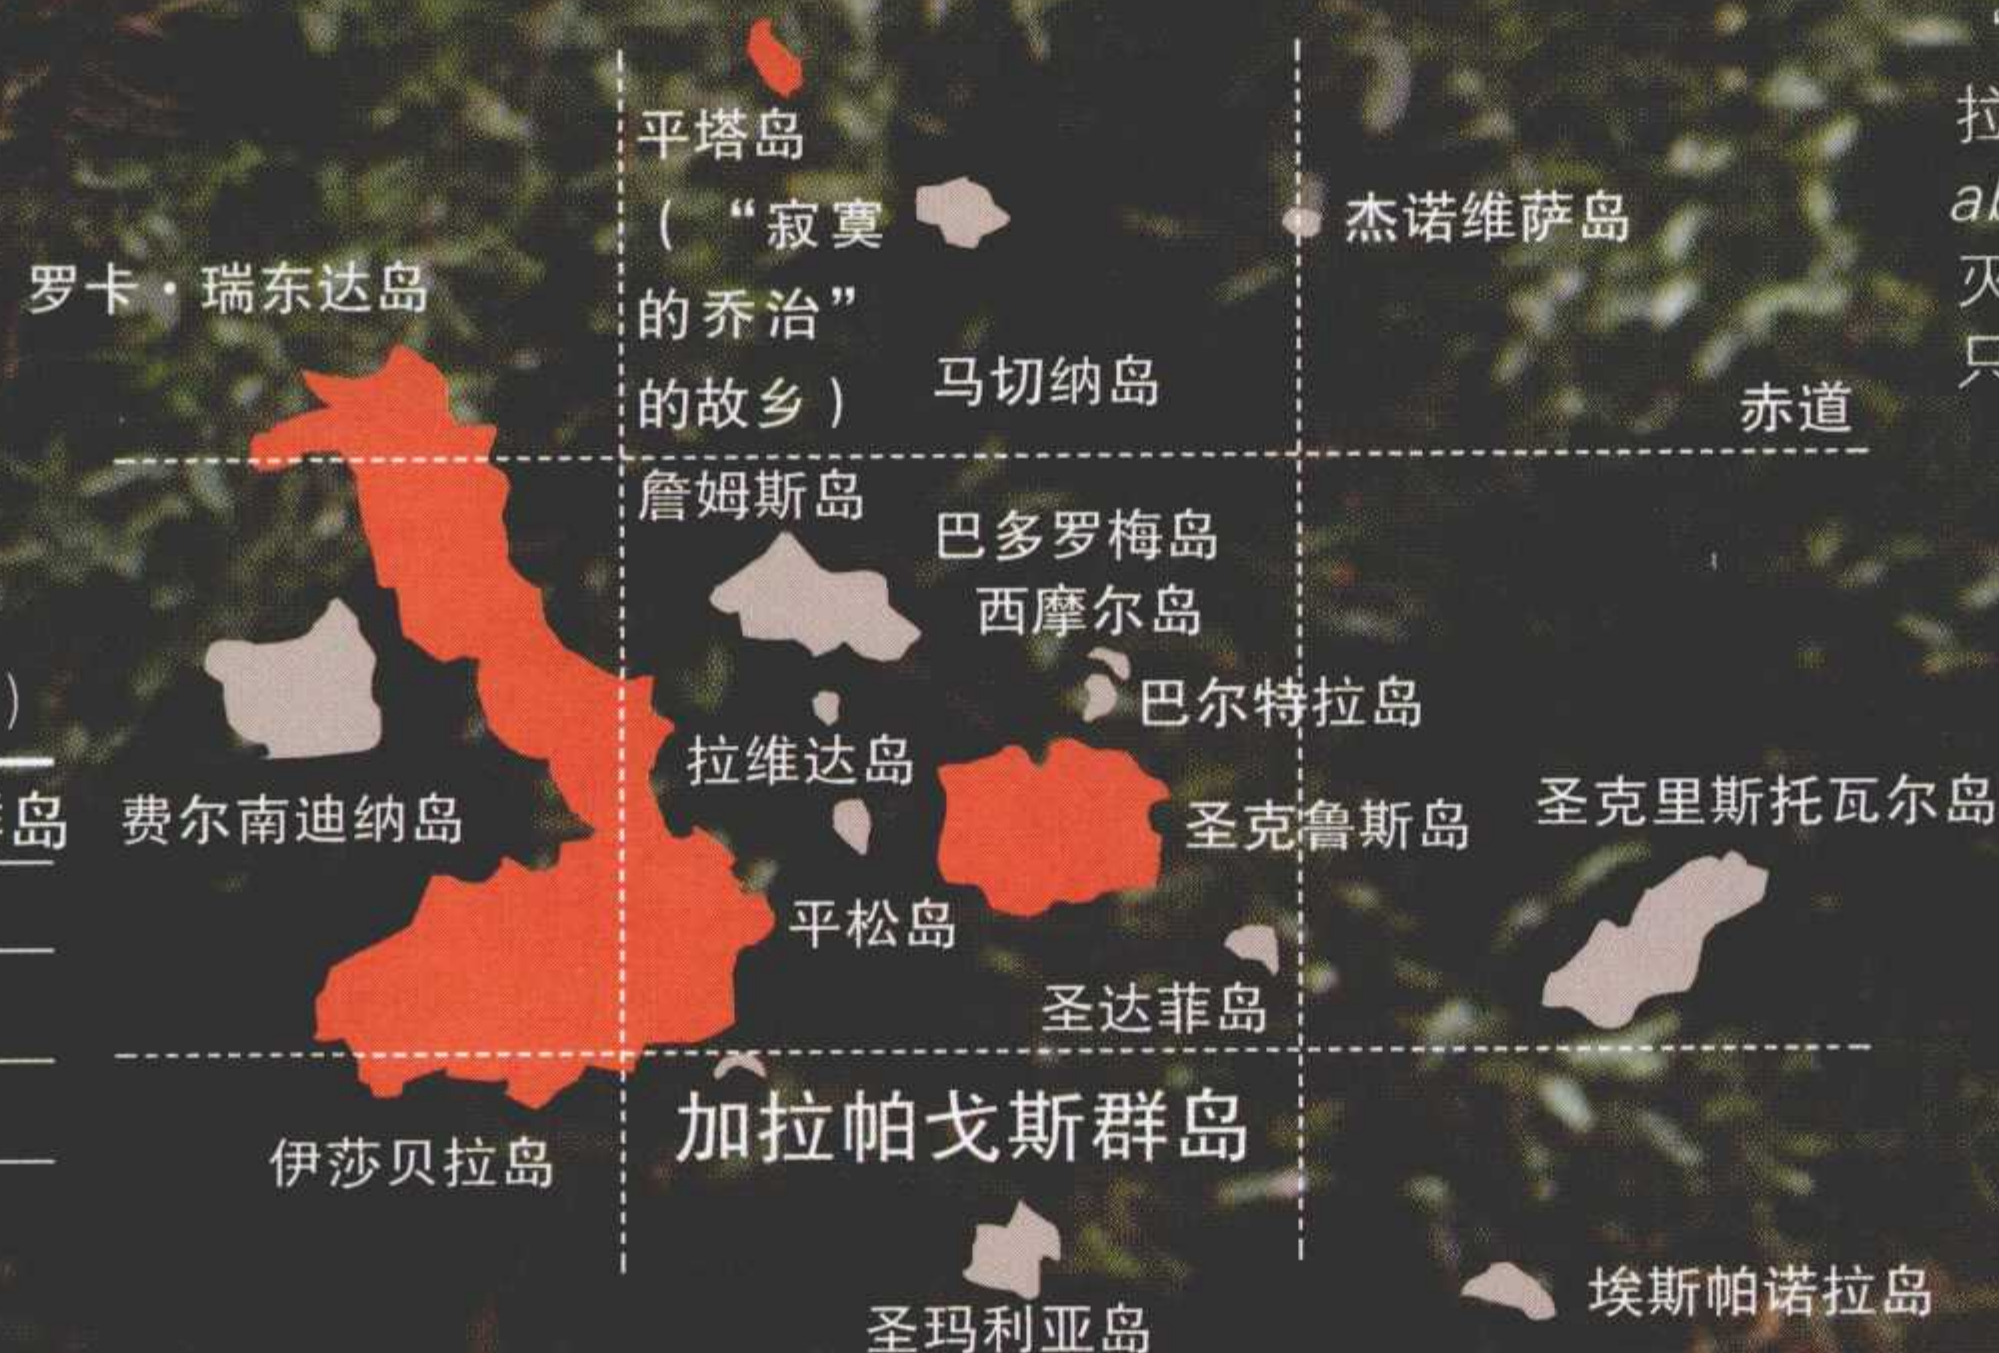 平塔岛
（“寂寞
的乔治”
的故乡）
杰诺维萨岛
拉
ab
灭
只
罗卡·瑞东达岛
马切纳岛
赤道
詹姆斯岛
巴多罗梅岛
西摩尔岛
巴尔特拉岛
）
拉维达岛
岛
费尔南迪纳岛
圣克鲁斯岛
圣克里斯托瓦尔岛
平松岛
圣达菲岛
加拉帕戈斯群岛
伊莎贝拉岛
圣玛利亚岛
埃斯帕诺拉岛